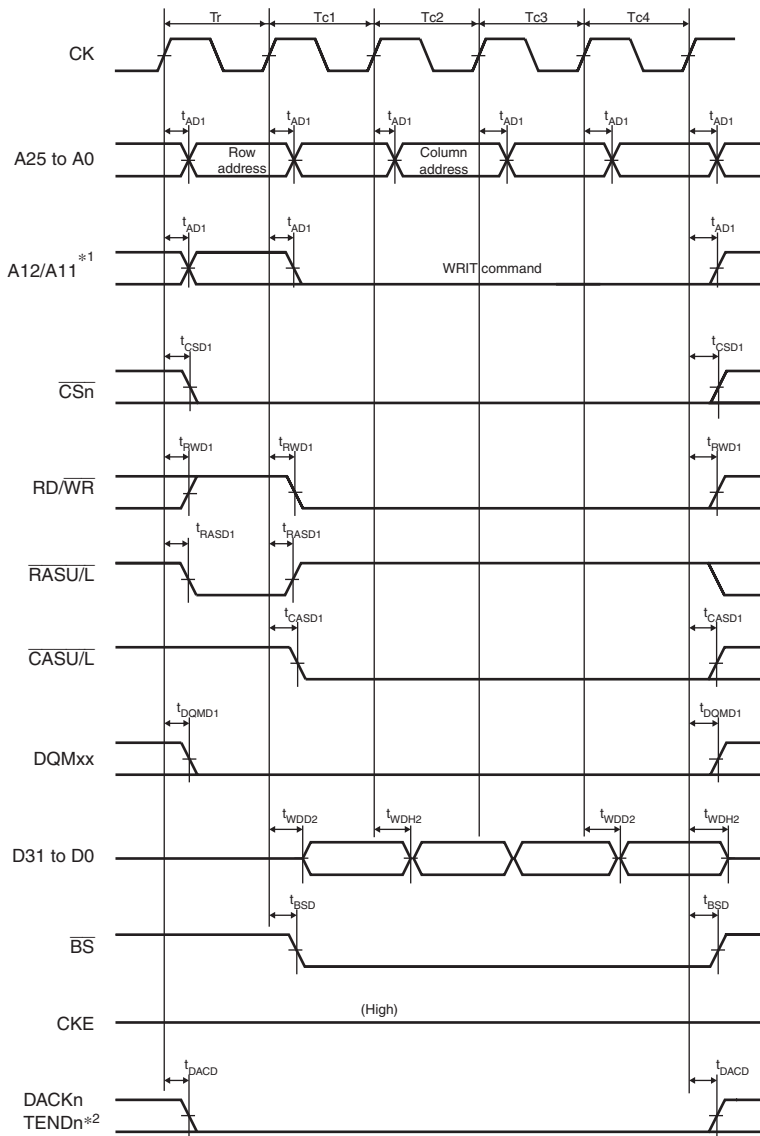 Tr Tc1 Tc2 Tc3 Tc4
CK
tAD1 tAD1 tAD1 tAD1 tAD1 tAD1
A25 to A0
Row address
Column address
tAD1 tAD1 tAD1
A12/A11*1
WRIT command
tCSD1 tCSD1
CSn
tRWD1 tRWD1 tRWD1
RD/WR
tRASD1 tRASD1
RASU/L
tCASD1 tCASD1
CASU/L
tDQMD1 tDQMD1
DQMxx
tWDD2 tWDH2 tWDD2 tWDH2
D31 to D0
tBSD tBSD
BS
(High)
CKE
tDACD tDACD
DACKn
TENDn*2